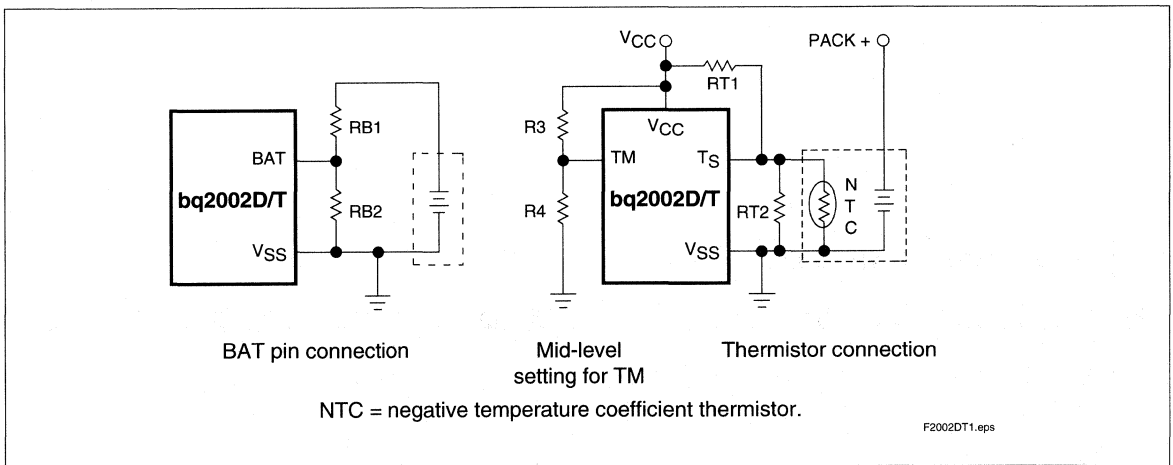 VCC
PACK +
RT1
RB1
R3
VCC
BAT
TM
TS
bq2002D/T
bq2002D/T
N
T
C
RB2
R4
RT2
VSS
VSS
BAT pin connection
Mid-level
setting for TM
Thermistor connection
NTC = negative temperature coefficient thermistor.
F2002DT1.eps